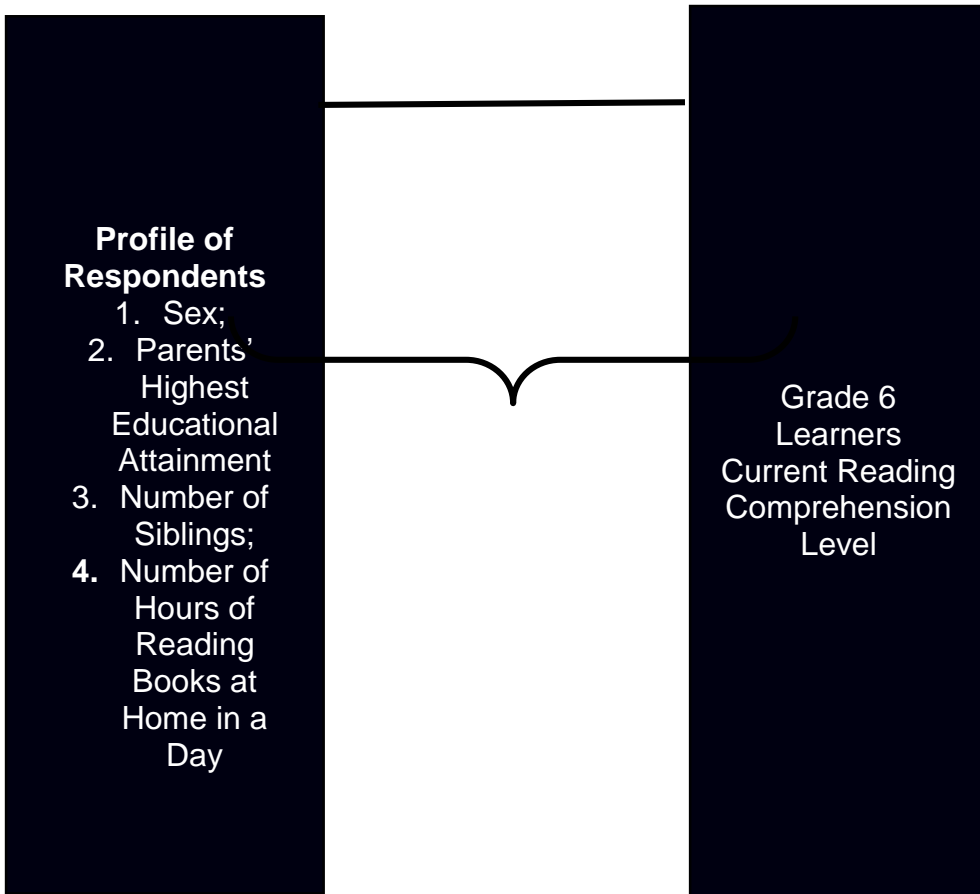 Profile of
Respondents
1. Sex;
2. Parents’
Highest
Educational
Attainment
3. Number of
Siblings;
4. Number of
Hours of
Reading
Books at
Home in a
Day
Grade 6
Learners
Current Reading
Comprehension
Level